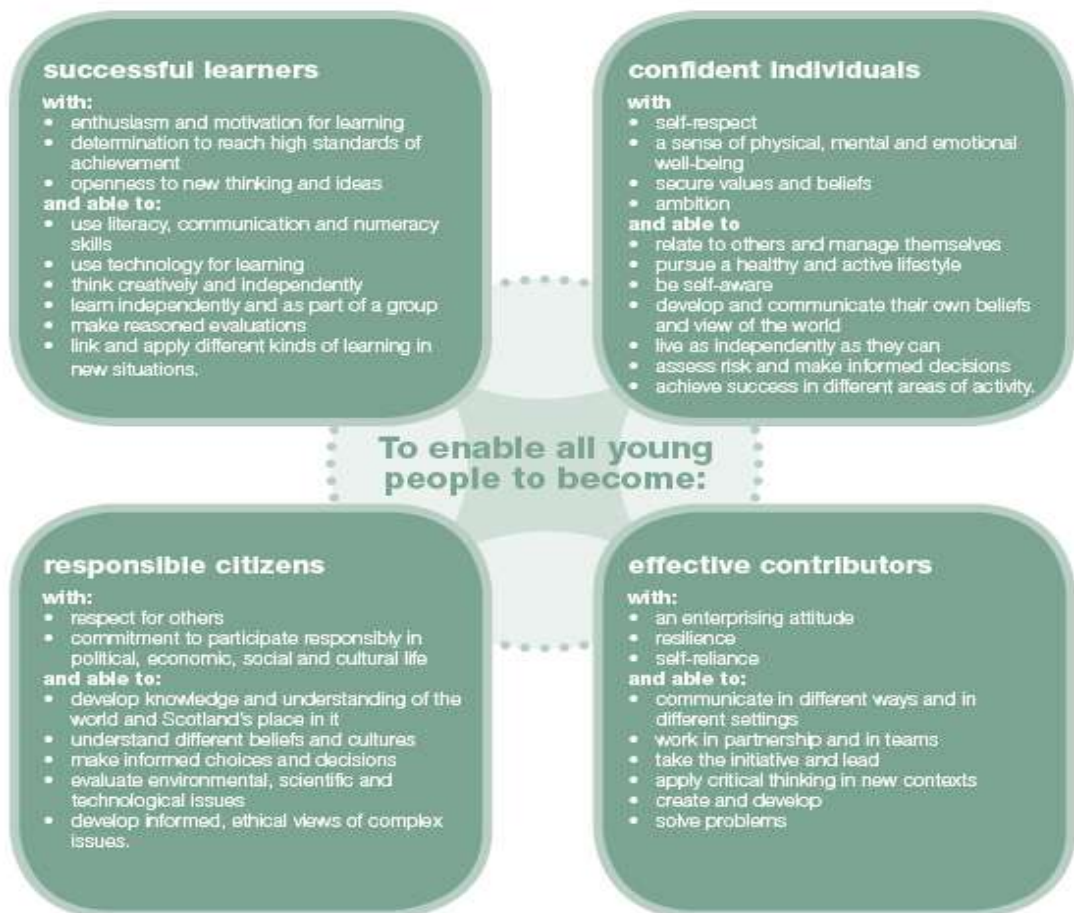 successful learners
with:
• enthusiasm and motivation for learning
• determination to reach high standards of
achievement
• openness to new thinking and ideas
and able to:
• use literacy, communication and numeracy
skills
• use technology for learning
• think creatively and independently
• learn independently and as part of a group
• make reasoned evaluations
• link and apply different kinds of learning in
new situations.
confident individuals
with
• self-respect
• a sense of physical, mental and emotional
well-being
• secure values and beliefs
• ambition
and able to
• relate to others and manage themselves
• pursue a healthy and active lifestyle
• be self-aware
• develop and communicate their own beliefs
and view of the world
• live as independently as they can
• assess risk and make informed decisions
• achieve success in different areas of activity.
To enable all young
people to become:
responsible citizens
with:
• respect for others
• commitment to participate responsibly in
political, economic, social and cultural life
and able to:
• develop knowledge and understanding of the
world and Scotland's place in it
• understand different beliefs and cultures
• make informed choices and decisions
• evaluate environmental, scientific and
technological issues
• develop informed, ethical views of complex
issues.
effective contributors
with:
• an enterprising attitude
• resilience
• self-reliance
and able to:
• communicate in different ways and in
different settings
• work in partnership and in teams
• take the initiative and lead
• apply critical thinking in new contexts
• create and develop
• solve problems